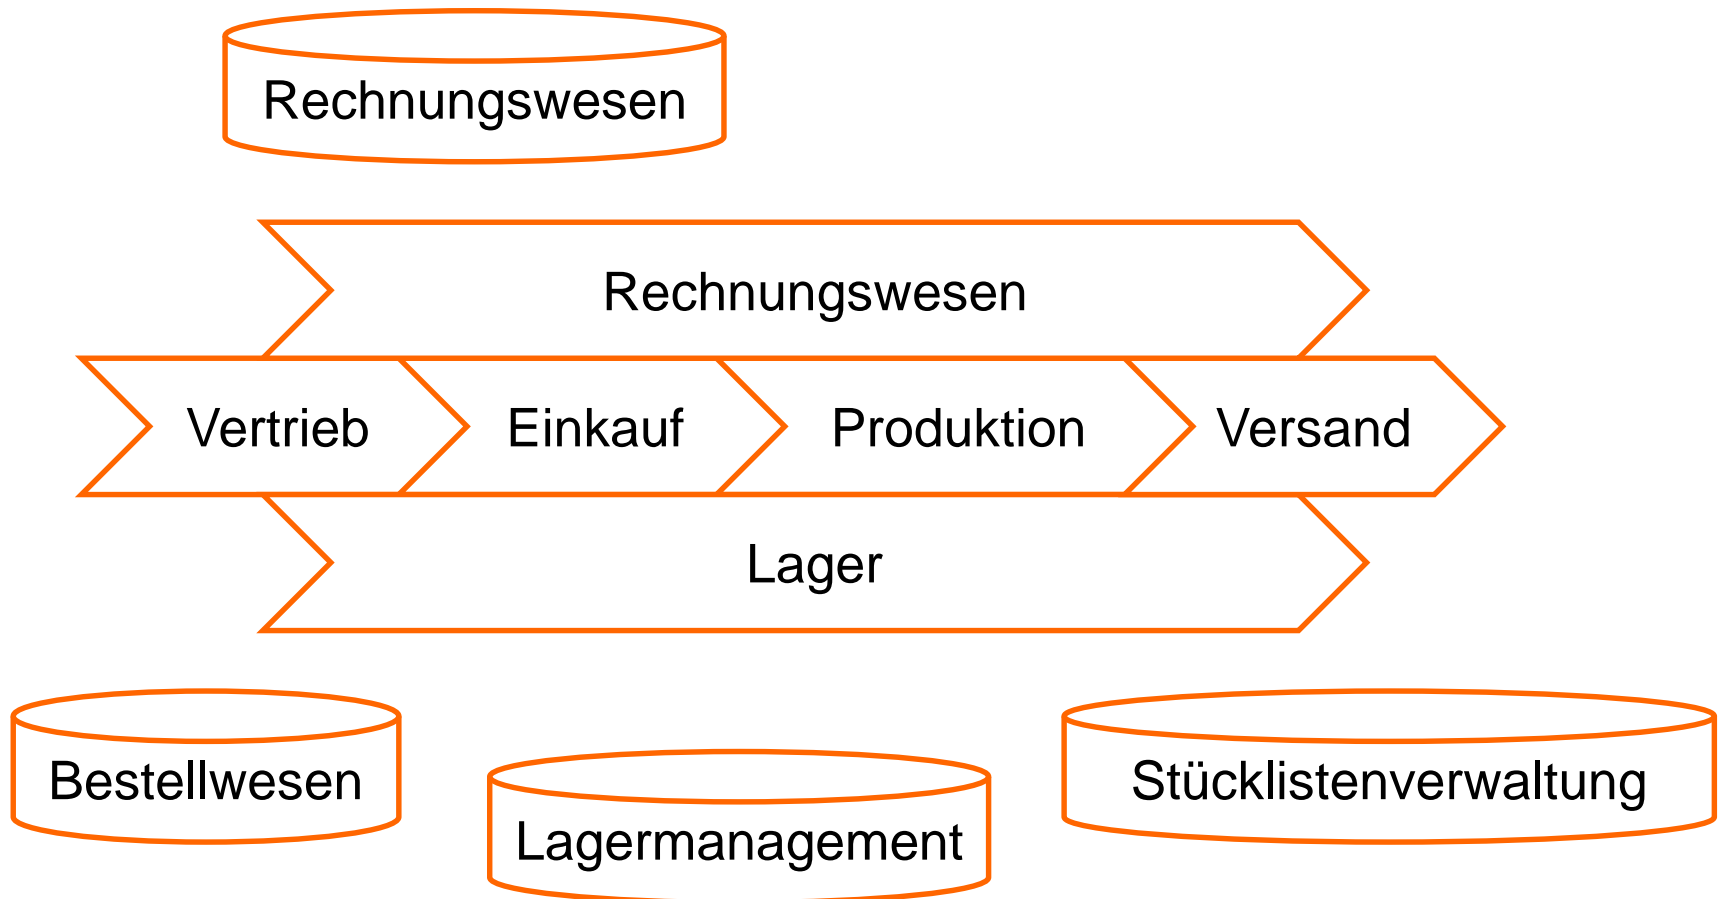 Rechnungswesen
Rechnungswesen
Vertrieb Einkauf Produktion Versand
Lager
Bestellwesen
Stücklistenverwaltung
Lagermanagement